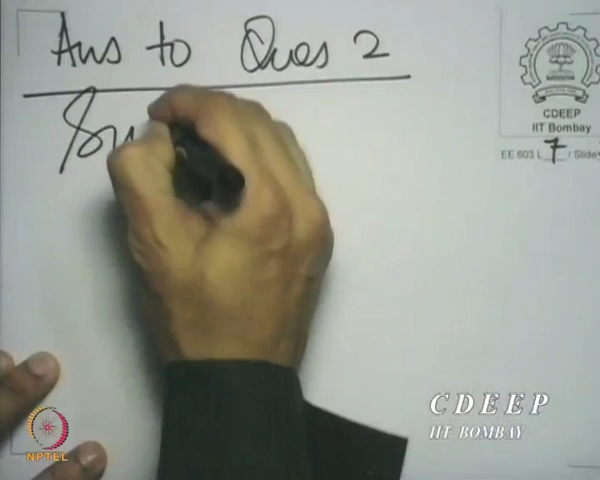 Ans to Ques 2
CDEEP
IIT Bombay
EE 603 L 7 / Slide
CDEEP
IIT BOMBAY
NPTEL